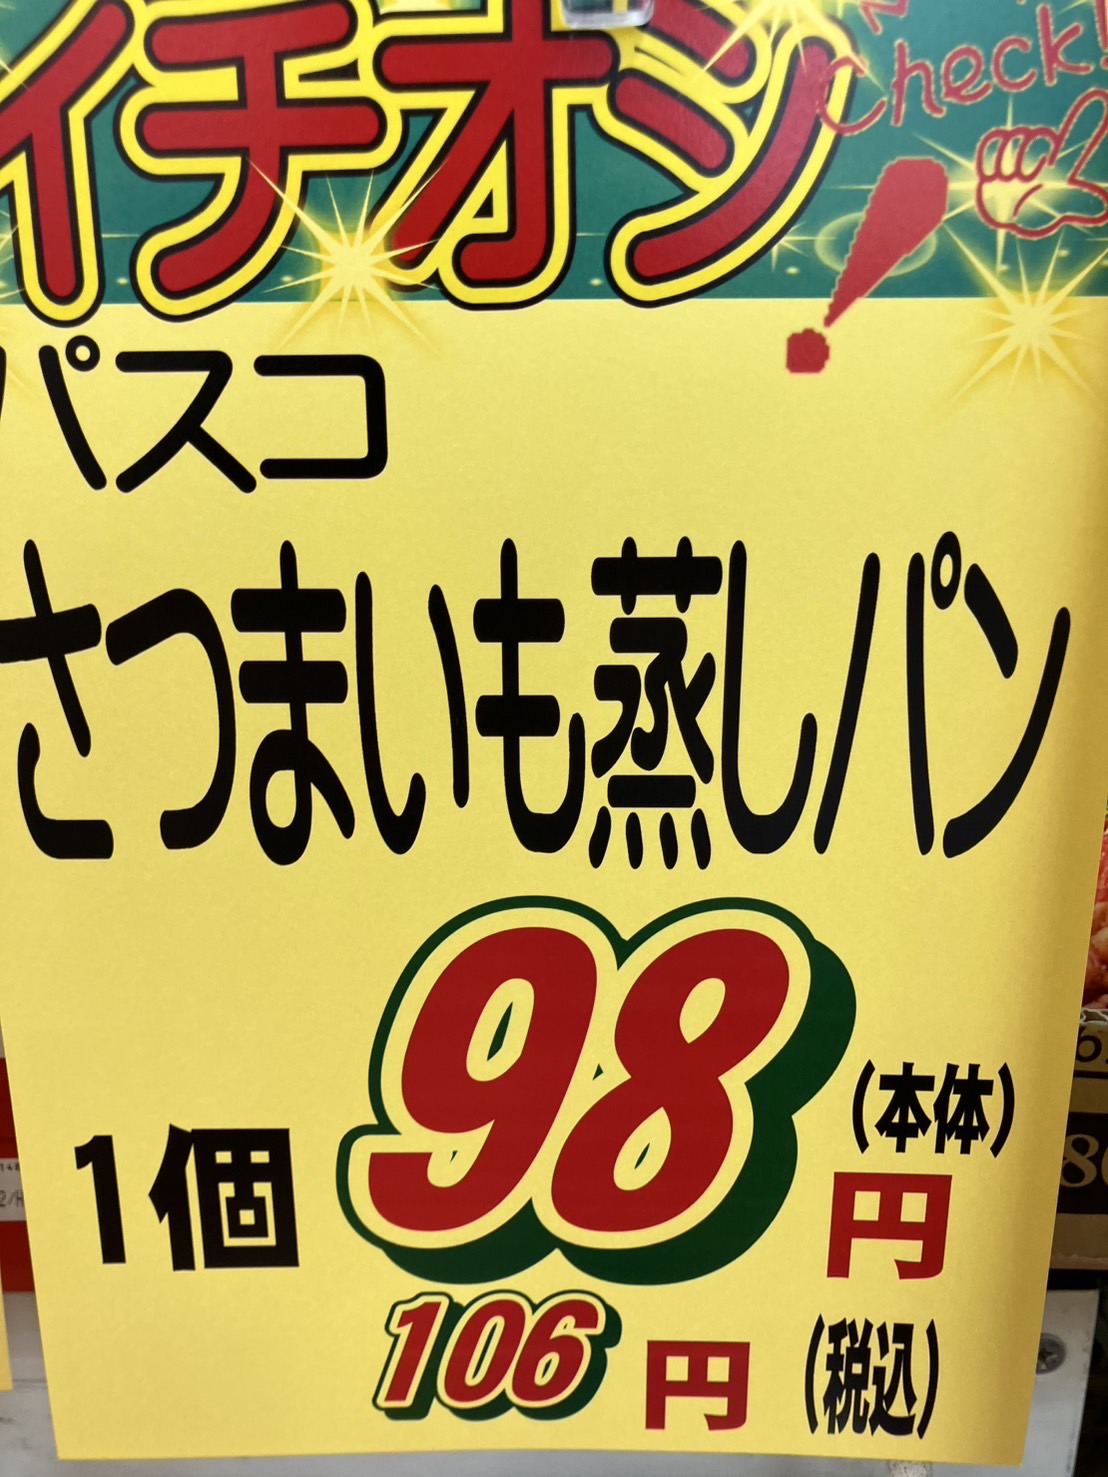 イチオシ
Check!
!
パスコ
さつまいも蒸しパン
1個 98円 (本体)
106円 (税込)